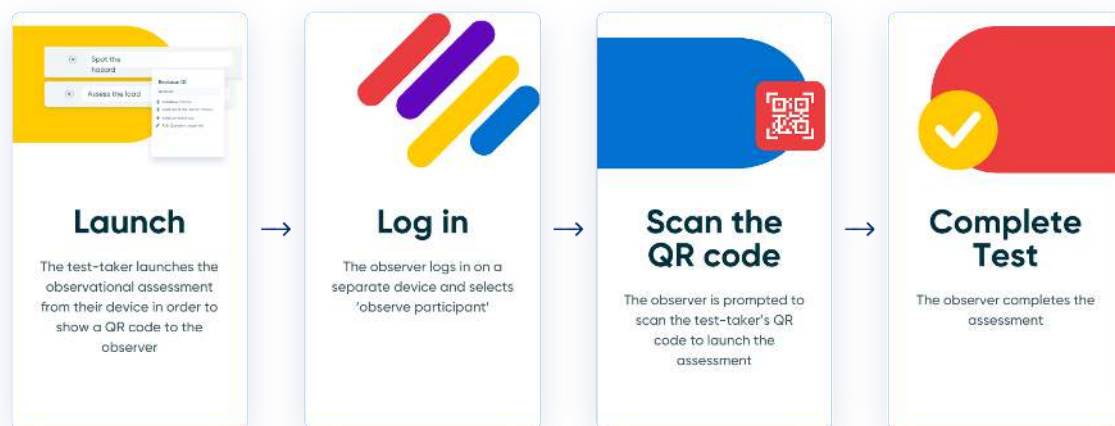 Spot the
hazard
Assess the load
Launch
The test-taker launches the
observational assessment
from their device in order to
show a QR code to the
observer
Log in
The observer logs in on a
separate device and selects
‘observe participant’
Scan the
QR code
The observer is prompted to
scan the test-taker’s QR
code to launch the
assessment
Complete
Test
The observer completes the
assessment